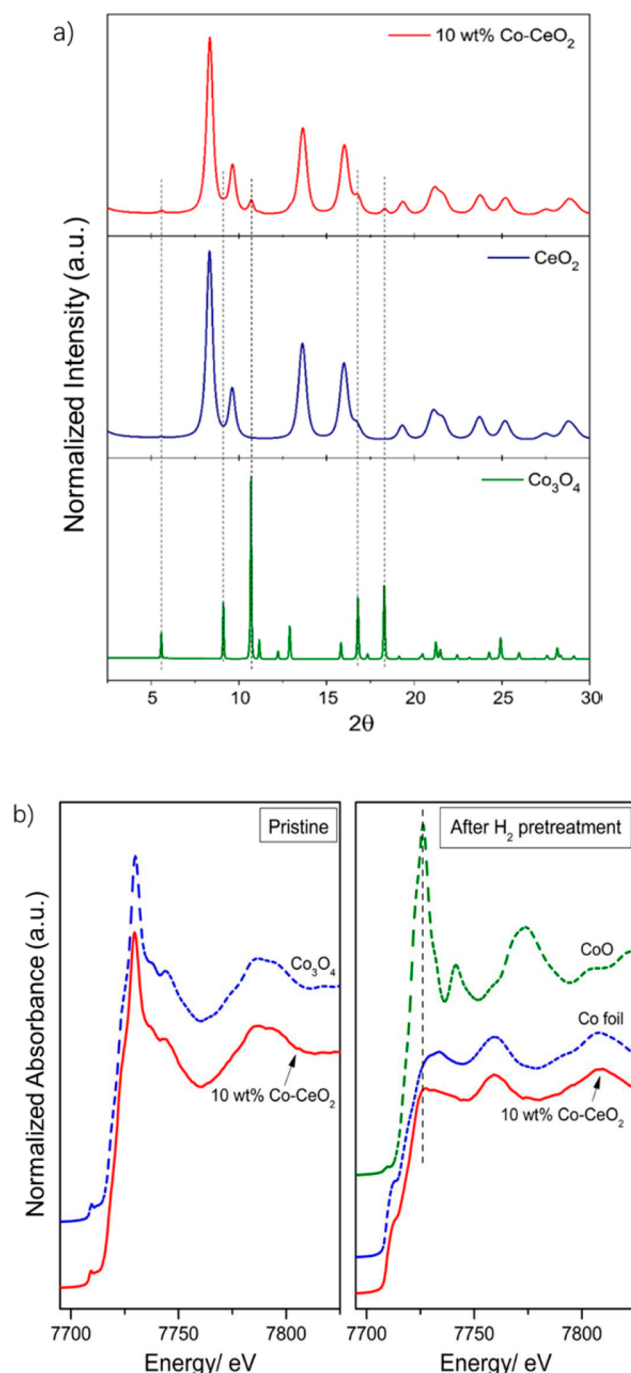 a)
10 wt% Co-CeO₂
CeO₂
Co₃O₄
Normalized Intensity (a.u.)
5 10 15 20 25 30
2θ
b)
Pristine
After H₂ pretreatment
Co₃O₄
10 wt% Co-CeO₂
CoO
Co foil
10 wt% Co-CeO₂
Normalized Absorbance (a.u.)
7700 7750 7800
7700 7750 7800
Energy/ eV
Energy/ eV